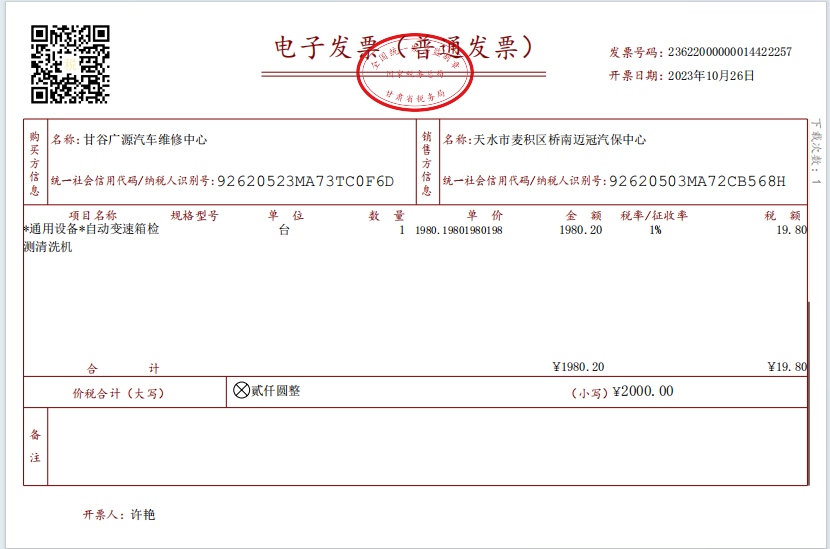 电子发票（普通发票）
全国统一发票监制章
国家税务总局
甘肃省税务局
发票号码: 23622000000014422257
开票日期: 2023年10月26日
下载次数: 1
购买方信息
名称: 甘谷广源汽车维修中心
统一社会信用代码/纳税人识别号: 92620523MA73TC0F6D
销售方信息
名称: 天水市麦积区桥南迈冠汽保中心
统一社会信用代码/纳税人识别号: 92620503MA72CB568H
项目名称 规格型号 单 位 数 量 单 价 金 额 税率/征收率 税 额
*通用设备*自动变速箱检 台 1 1980.19801980198 1980.20 1% 19.80
测清洗机
合 计 ¥1980.20 ¥19.80
价税合计（大写） ⊗贰仟圆整 （小写）¥2000.00
备注
开票人: 许艳